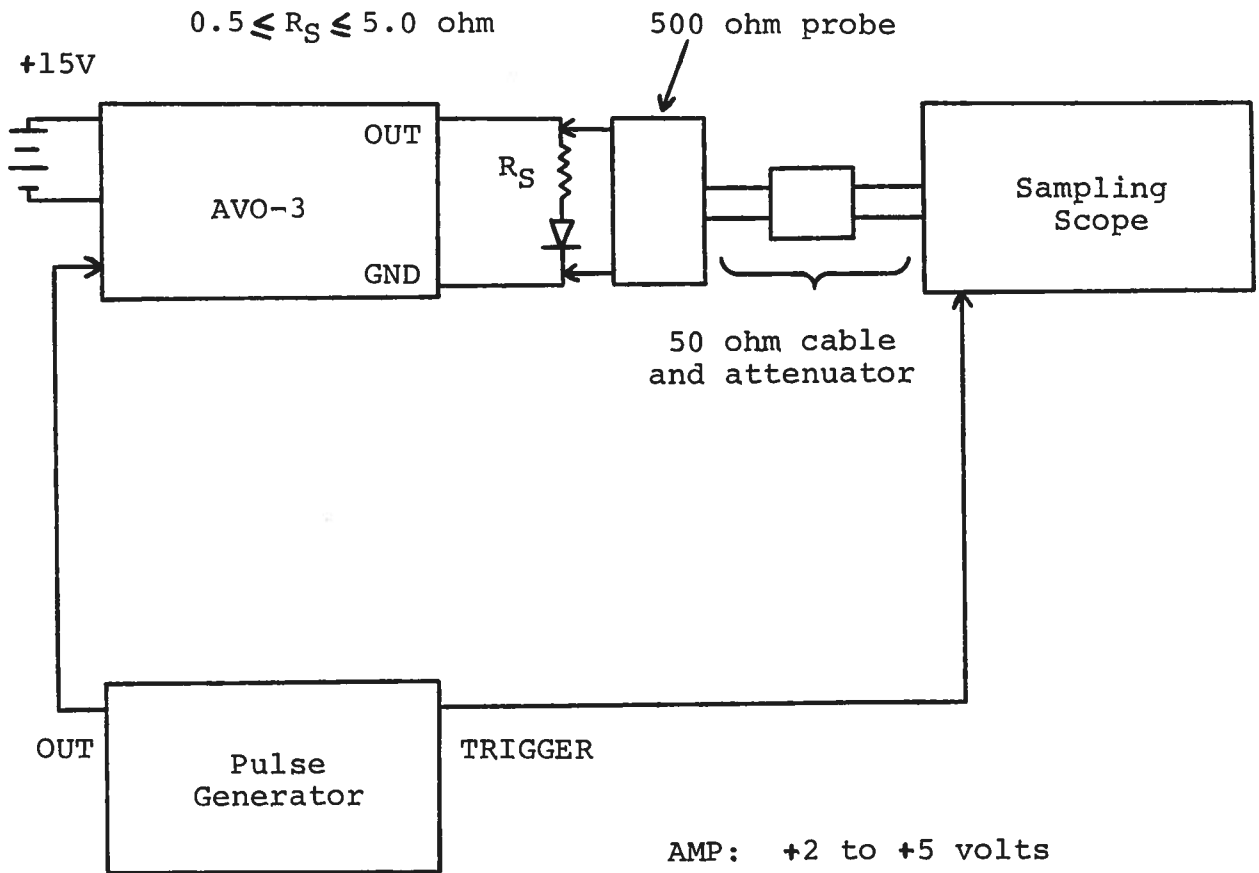 0.5 ≤ R_S ≤ 5.0 ohm
500 ohm probe
+15V
OUT
R_S
AVO-3
GND
Sampling
Scope
50 ohm cable
and attenuator
OUT
TRIGGER
Pulse
Generator
AMP: +2 to +5 volts